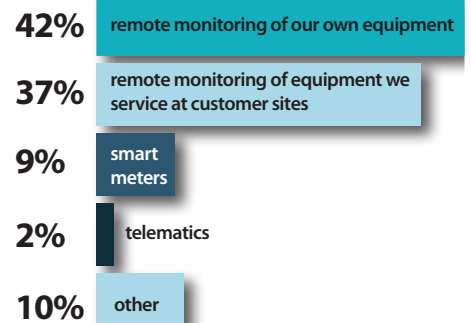 42% remote monitoring of our own equipment
37% remote monitoring of equipment we
service at customer sites
9% smart
meters
2% telematics
10% other